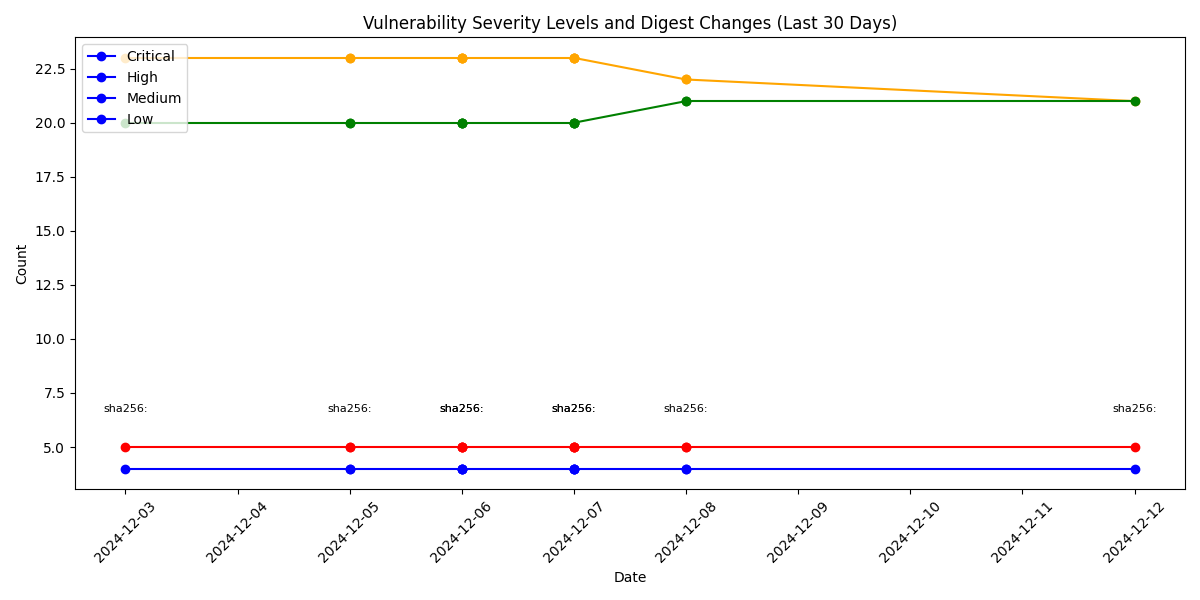 Vulnerability Severity Levels and Digest Changes (Last 30 Days)
Critical
High
Medium
Low
Count
22.5
20.0
17.5
15.0
12.5
10.0
7.5
5.0
sha256: sha256: sha256: sha256: sha256: sha256:
2024-12-03 2024-12-04 2024-12-05 2024-12-06 2024-12-07 2024-12-08 2024-12-09 2024-12-10 2024-12-11 2024-12-12
Date